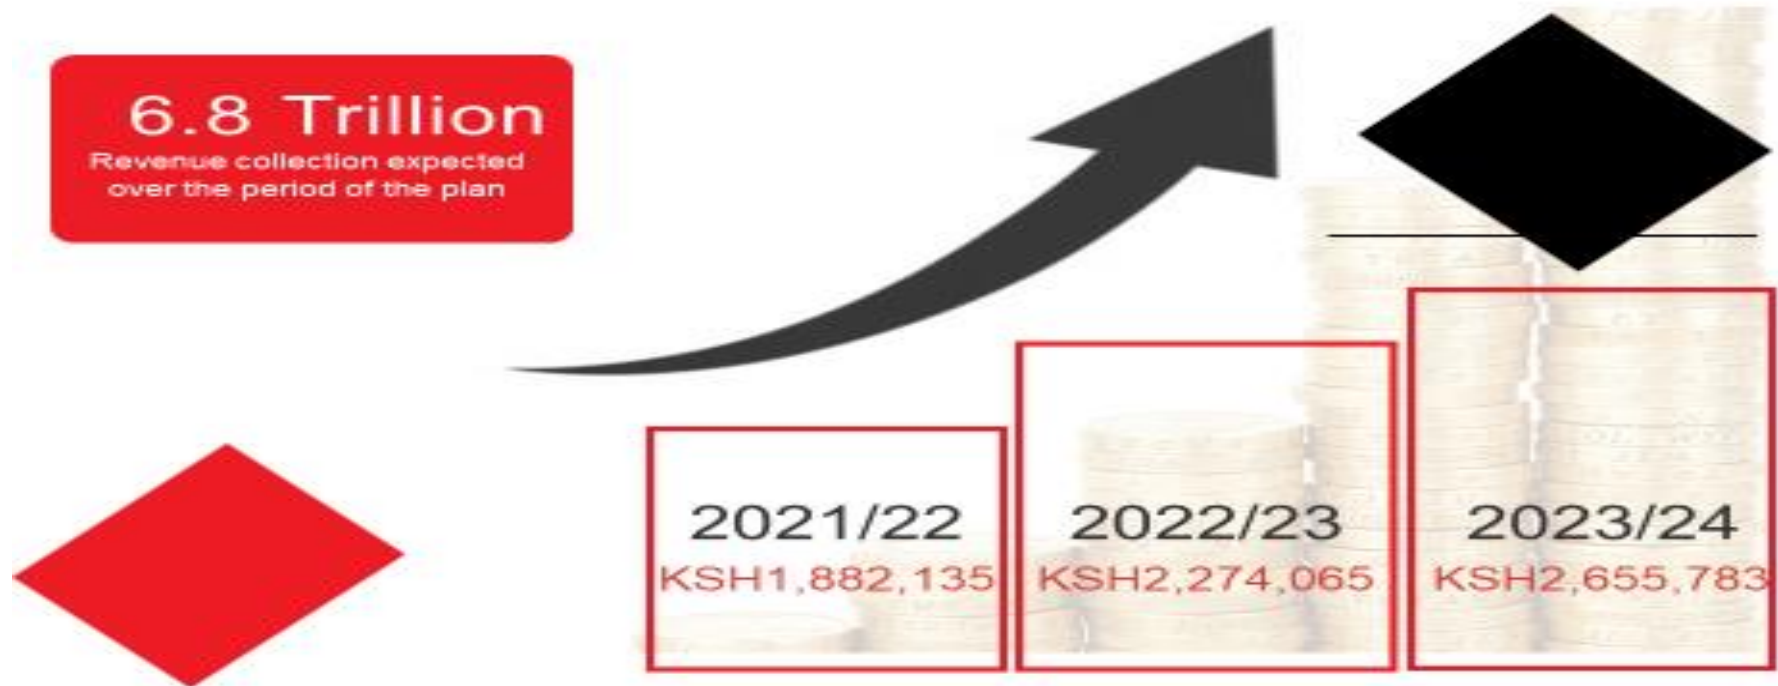 6.8 Trillion
Revenue collection expected
over the period of the plan
2021/22
KSH1,882,135
2022/23
KSH2,274,065
2023/24
KSH2,655,783